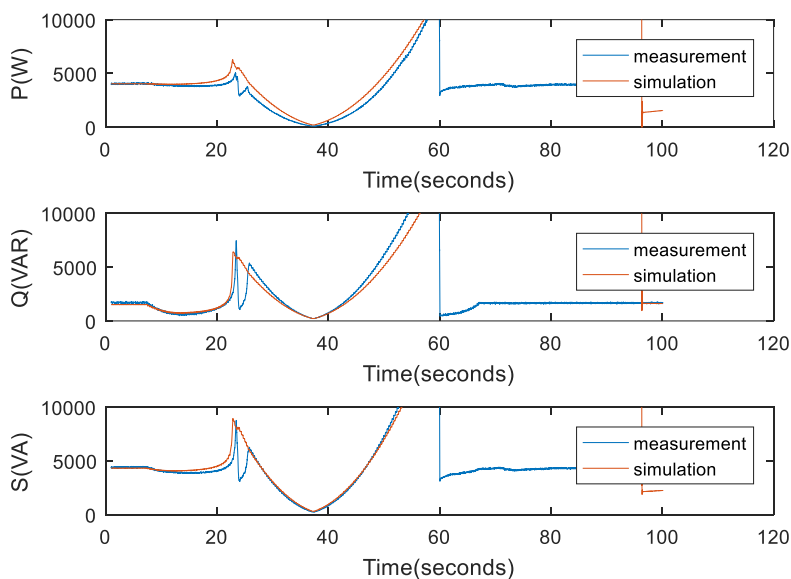 10000
5000
0
P(W)
measurement
simulation
0 20 40 60 80 100 120
Time(seconds)
10000
5000
0
Q(VAR)
measurement
simulation
0 20 40 60 80 100 120
Time(seconds)
10000
5000
0
S(VA)
measurement
simulation
0 20 40 60 80 100 120
Time(seconds)